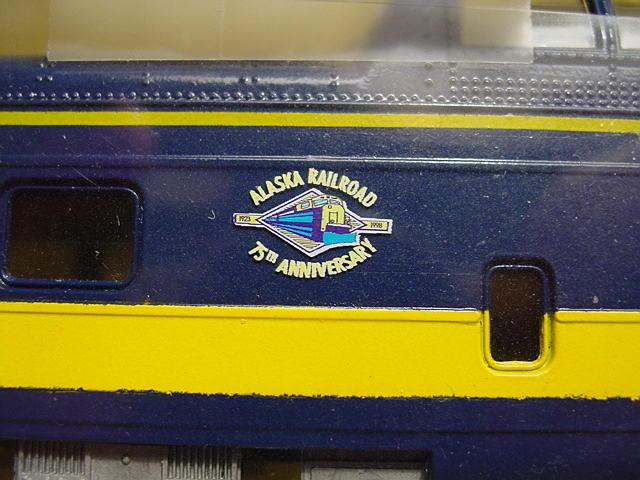 ALASKA RAILROAD
1923 1998
75TH ANNIVERSARY